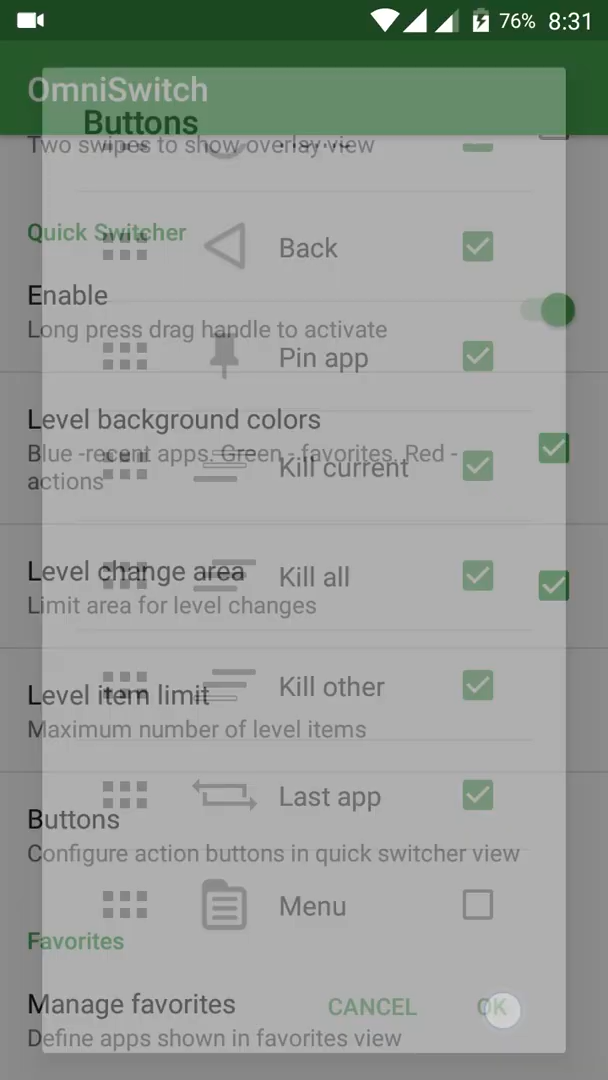 76% 8:31
OmniSwitch
Buttons
Two swipes to show overlay view
Quick Switcher
Back
Enable
Long press drag handle to activate
Pin app
Level background colors
Blue -recent apps. Green - favorites. Red -
actions
Kill current
Level change area
Kill all
Limit area for level changes
Level item limit
Kill other
Maximum number of level items
Last app
Buttons
Configure action buttons in quick switcher view
Menu
Favorites
Manage favorites
CANCEL OK
Define apps shown in favorites view